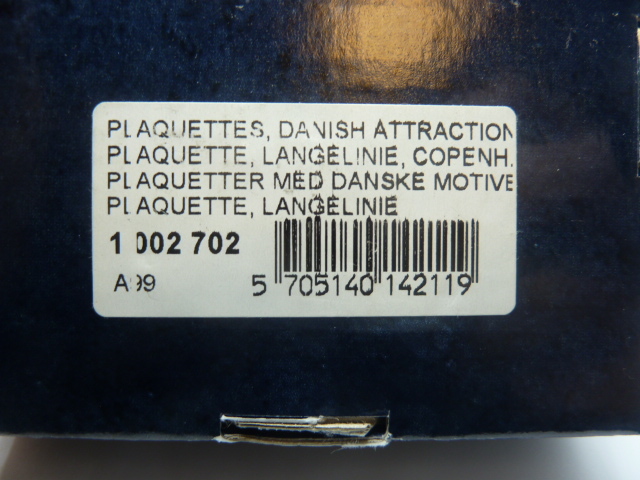 PLAQUETTES, DANISH ATTRACTION
PLAQUETTE, LANGELINIE, COPENH.
PLAQUETTER MED DANSKE MOTIVE
PLAQUETTE, LANGELINIE
1 002 702
A99
5 705140 142119